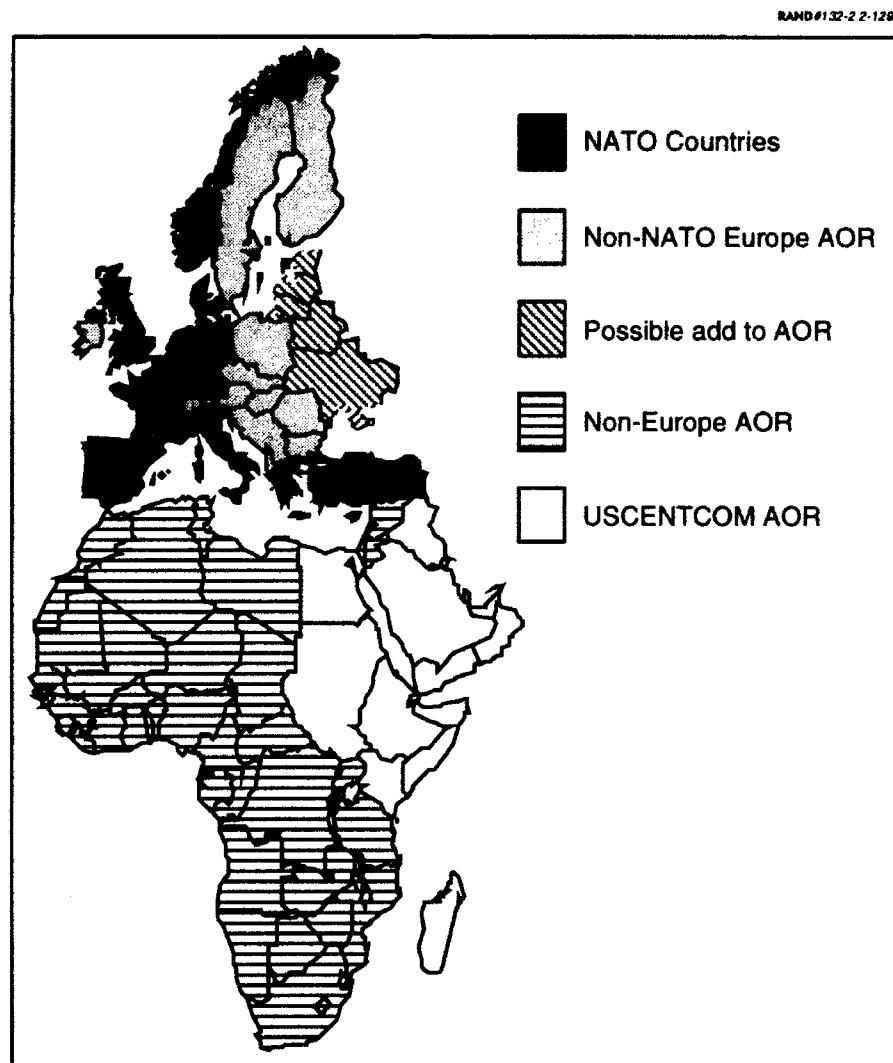 RAND#132-2.2-1293
NATO Countries
Non-NATO Europe AOR
Possible add to AOR
Non-Europe AOR
USCENTCOM AOR